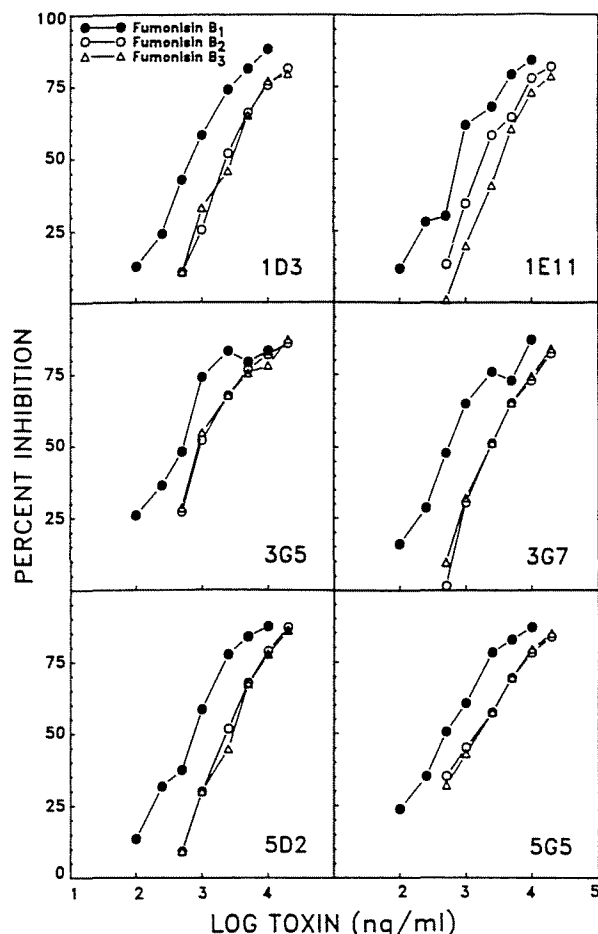 100
Fumonisin B1
Fumonisin B2
Fumonisin B3
75
50
25
1D3
1E11
75
50
25
3G5
3G7
75
50
25
0
5D2
5G5
1 2 3 4 2 3 4 5
PERCENT INHIBITION
LOG TOXIN (ng/ml)